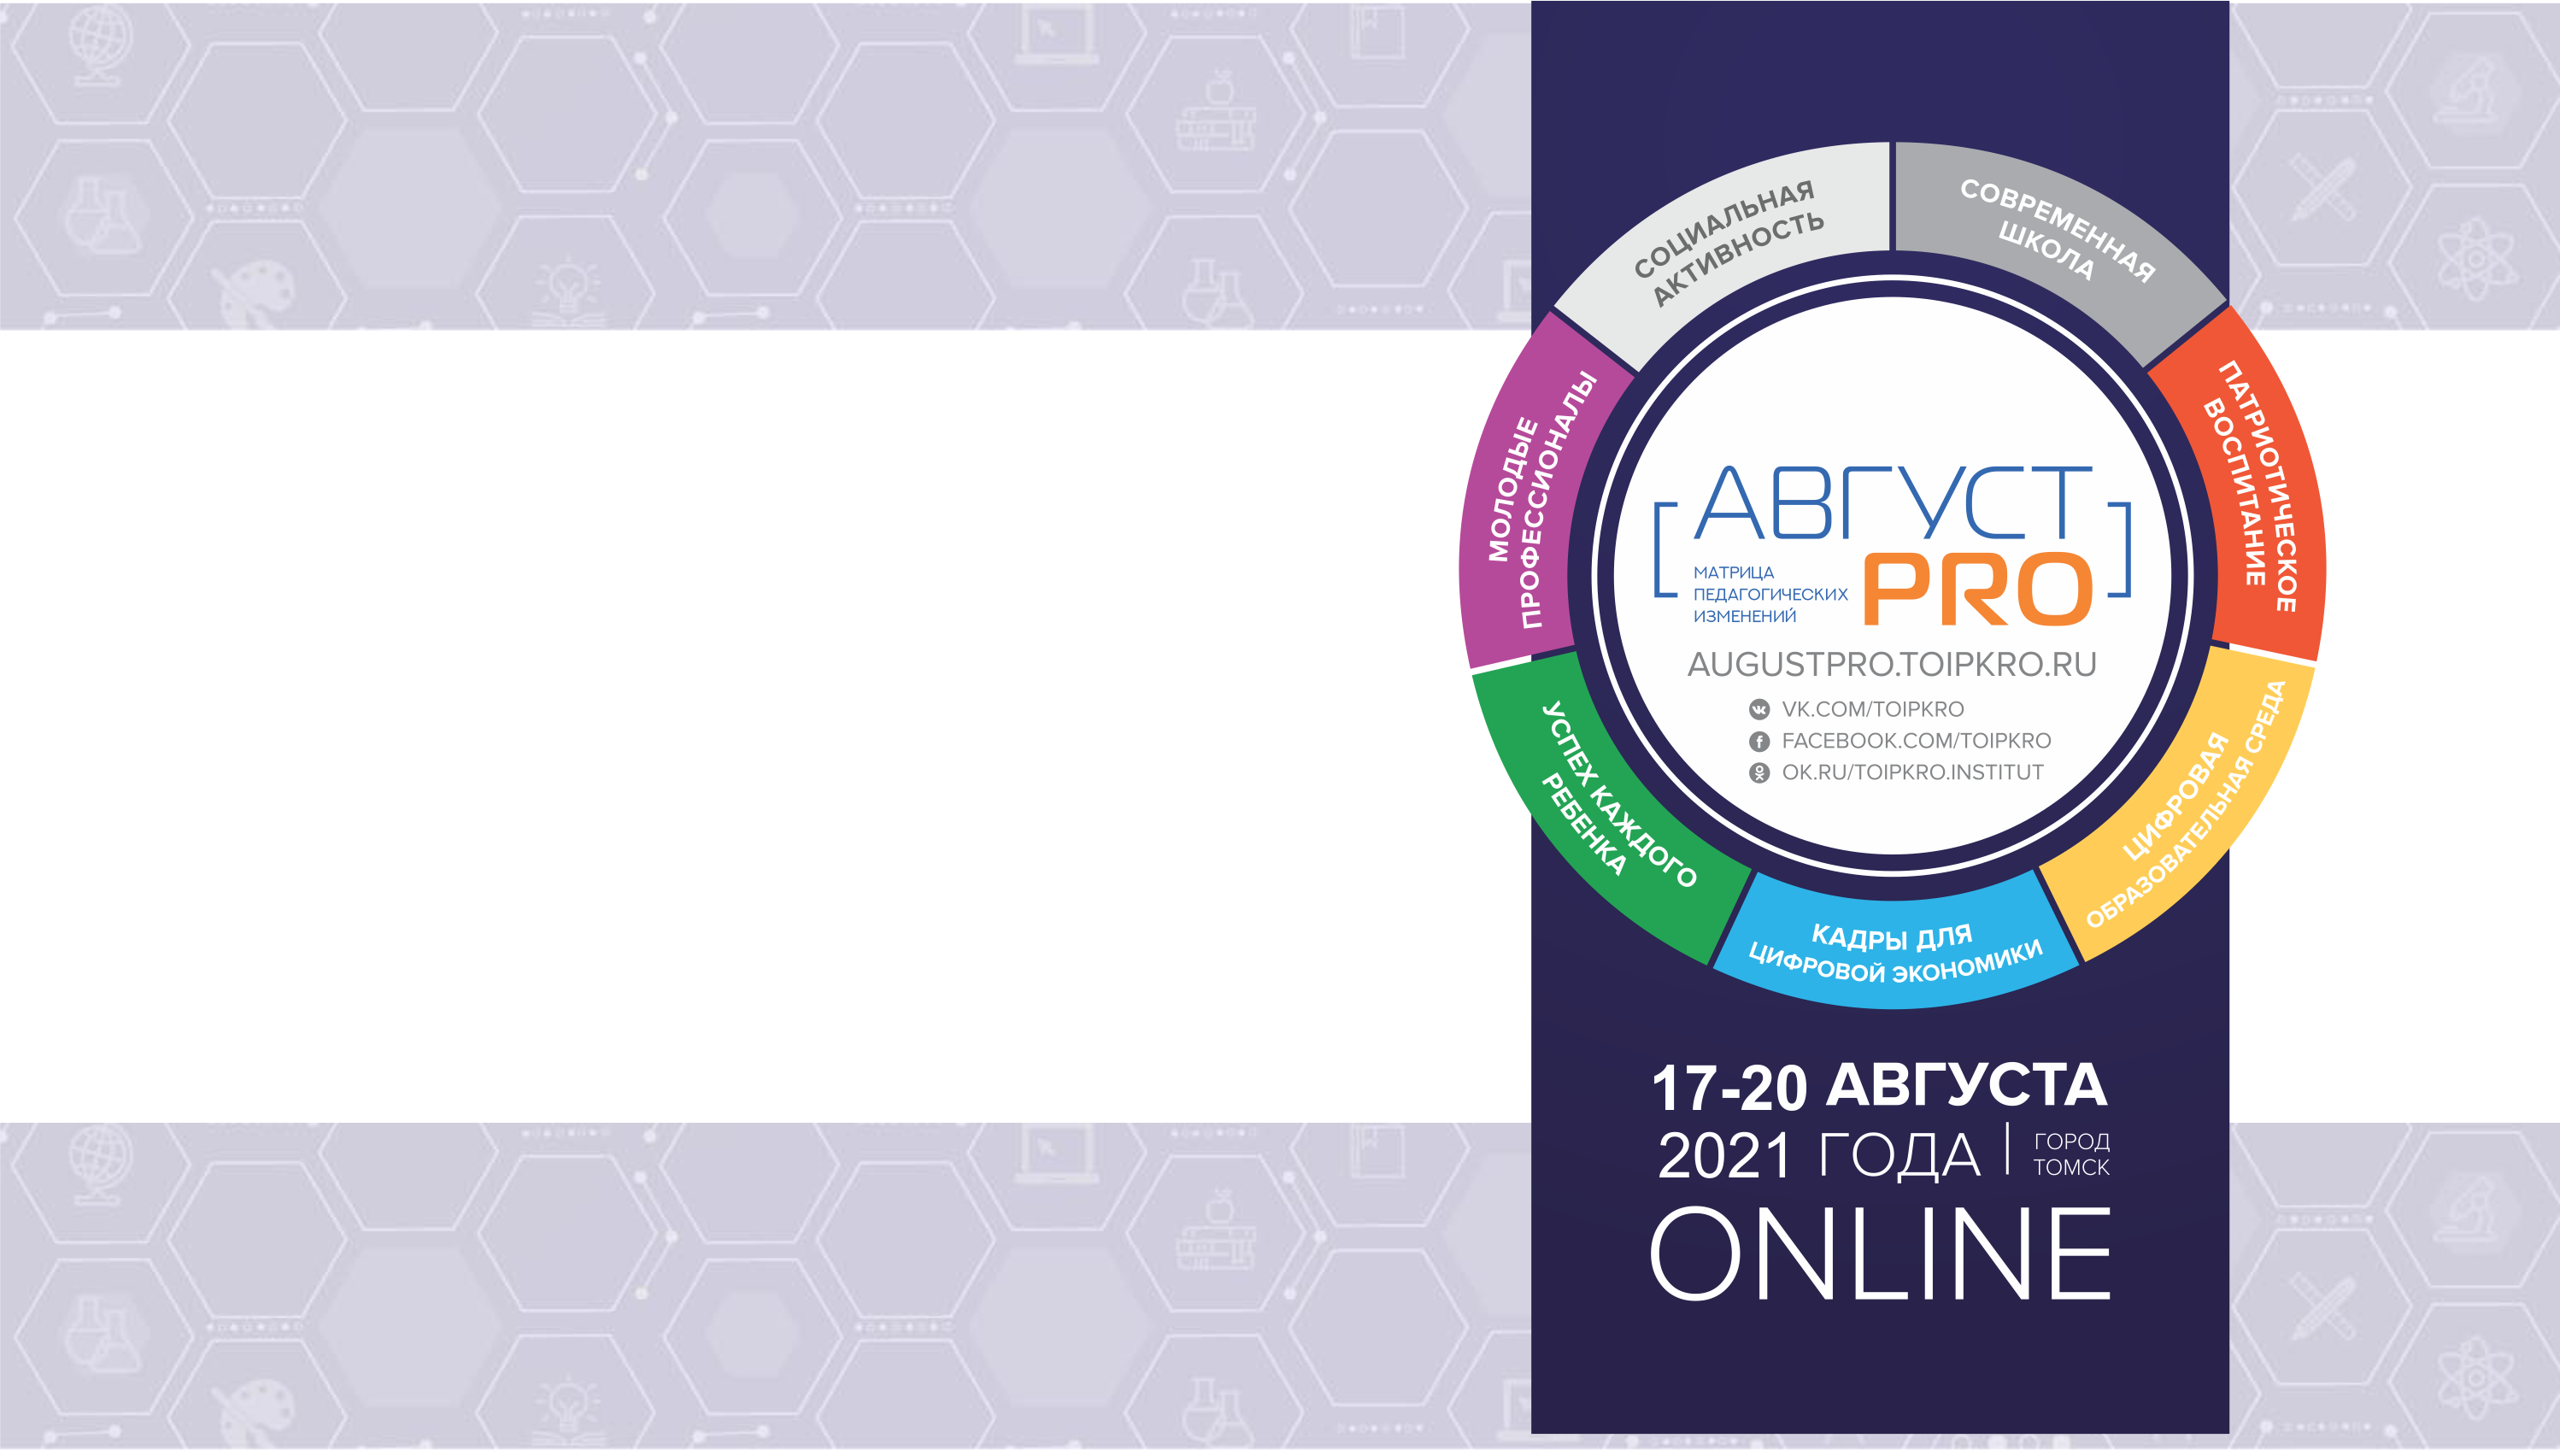 СОЦИАЛЬНАЯ
АКТИВНОСТЬ
СОВРЕМЕННАЯ
ШКОЛА
ПАТРИОТИЧЕСКОЕ
ВОСПИТАНИЕ
МОЛОДЫЕ
ПРОФЕССИОНАЛЫ
[АВГУСТ
PRO]
МАТРИЦА
ПЕДАГОГИЧЕСКИХ
ИЗМЕНЕНИЙ
AUGUSTPRO.TOIPKRO.RU
VK.COM/TOIPKRO
FACEBOOK.COM/TOIPKRO
OK.RU/TOIPKRO.INSTITUT
УСПЕХ КАЖДОГО
РЕБЕНКА
ЦИФРОВАЯ
ОБРАЗОВАТЕЛЬНАЯ СРЕДА
КАДРЫ ДЛЯ
ЦИФРОВОЙ ЭКОНОМИКИ
17-20 АВГУСТА
2021 ГОДА | ГОРОД
ТОМСК
ONLINE